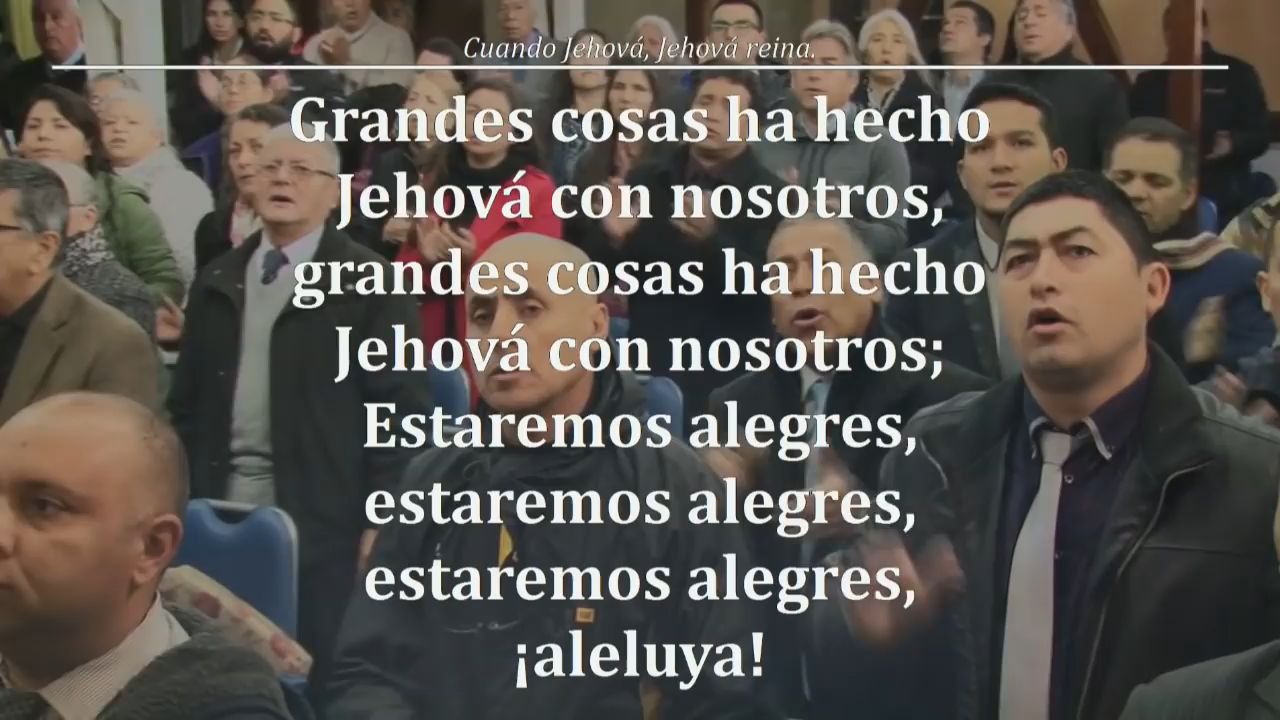 Cuando Jehová, Jehová reina.
Grandes cosas ha hecho
Jehová con nosotros,
grandes cosas ha hecho
Jehová con nosotros;
Estaremos alegres,
estaremos alegres,
estaremos alegres,
¡aleluya!